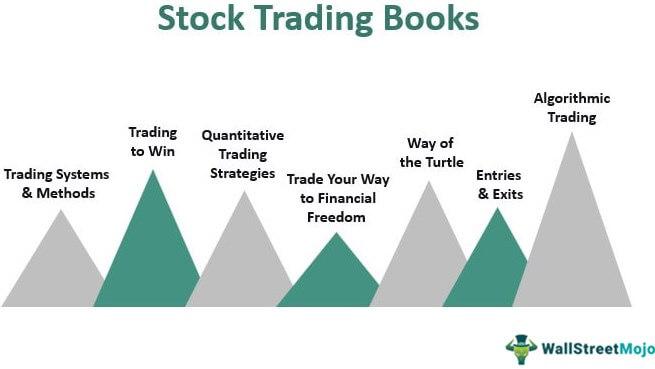 Stock Trading Books
Trading Systems
& Methods
Trading
to Win
Quantitative
Trading
Strategies
Trade Your Way
to Financial
Freedom
Way of
the Turtle
Entries
& Exits
Algorithmic
Trading
WallStreetMojo